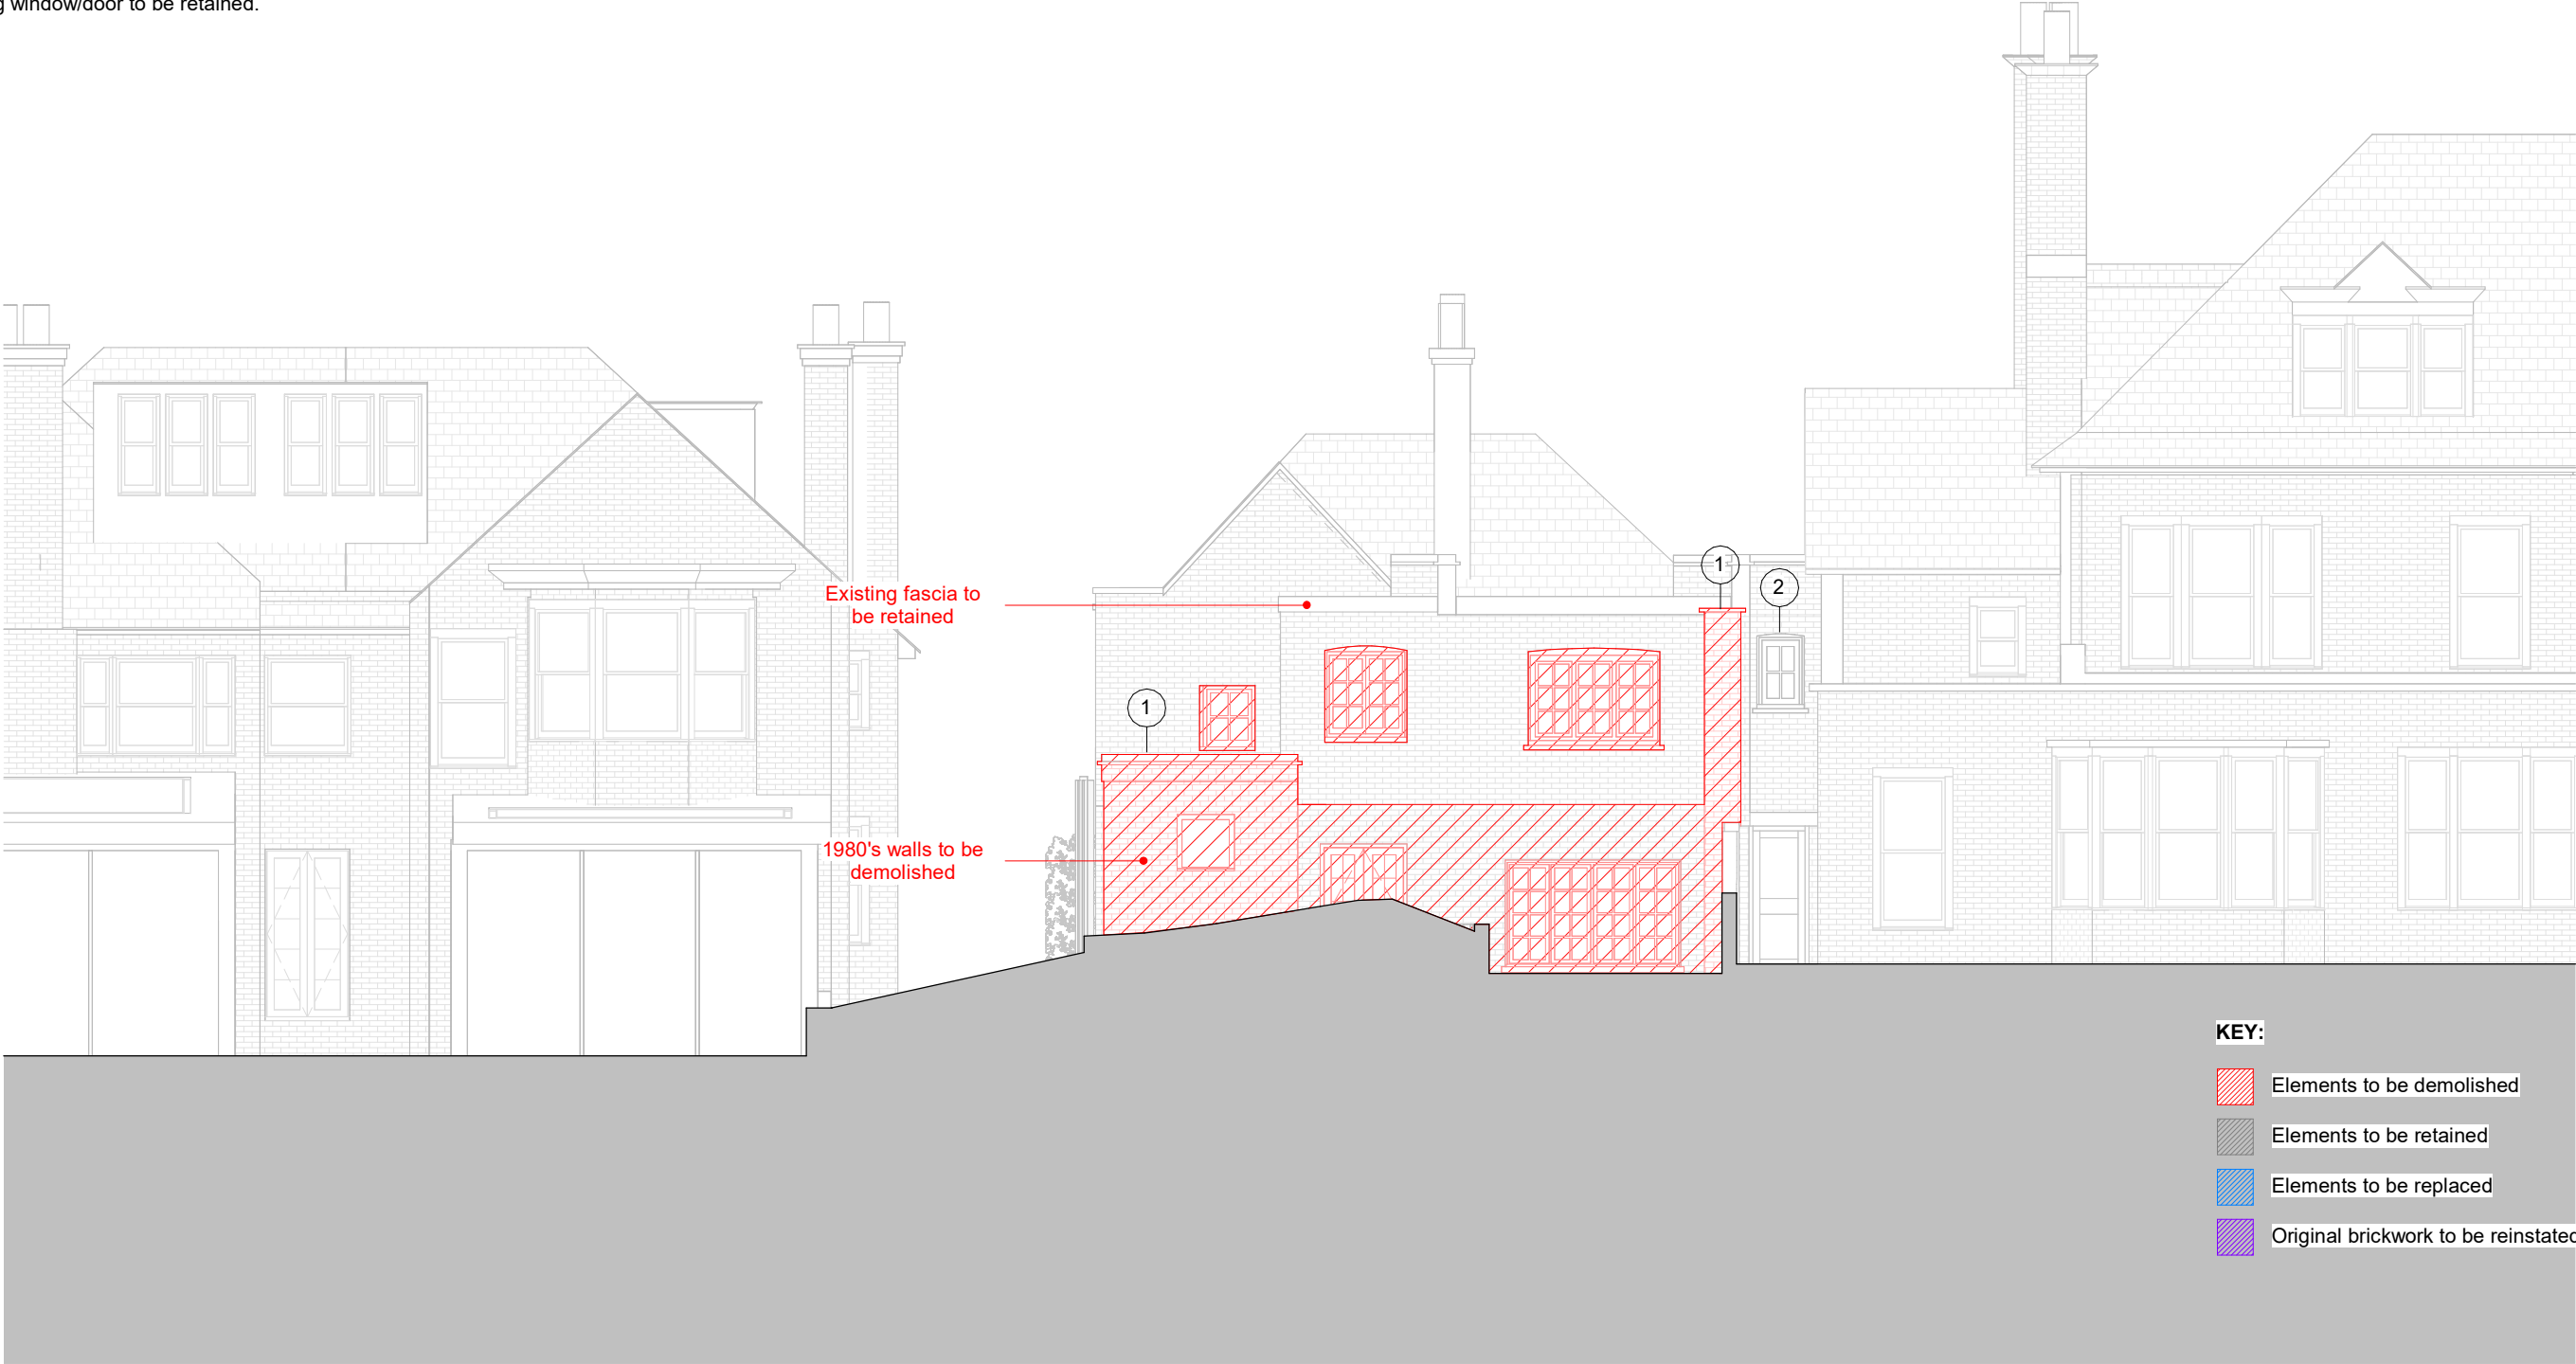 window/door to be retained.
1
2
Existing fascia to
be retained
1
1980's walls to be
demolished
KEY:
Elements to be demolished
Elements to be retained
Elements to be replaced
Original brickwork to be reinstated